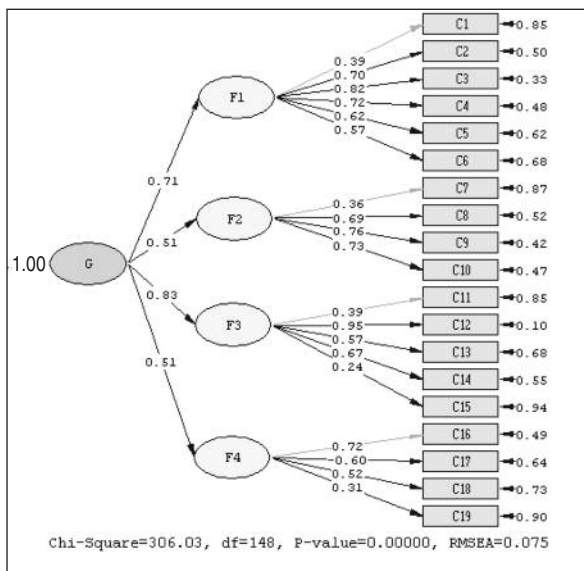 C1 0.85
0.39
C2 0.50
0.70
C3 0.33
0.82
F1
C4 0.48
0.72
C5 0.62
0.62
C6 0.68
0.57
0.71
C7 0.87
0.36
C8 0.52
0.69
F2
C9 0.42
0.76
0.51
C10 0.47
0.73
1.00 G
C11 0.85
0.39
0.83
C12 0.10
0.95
F3
C13 0.68
0.57
C14 0.55
0.67
0.51
C15 0.94
0.24
C16 0.49
0.72
F4
C17 0.64
0.60
C18 0.73
0.52
C19 0.90
0.31
Chi-Square=306.03, df=148, P-value=0.00000, RMSEA=0.075